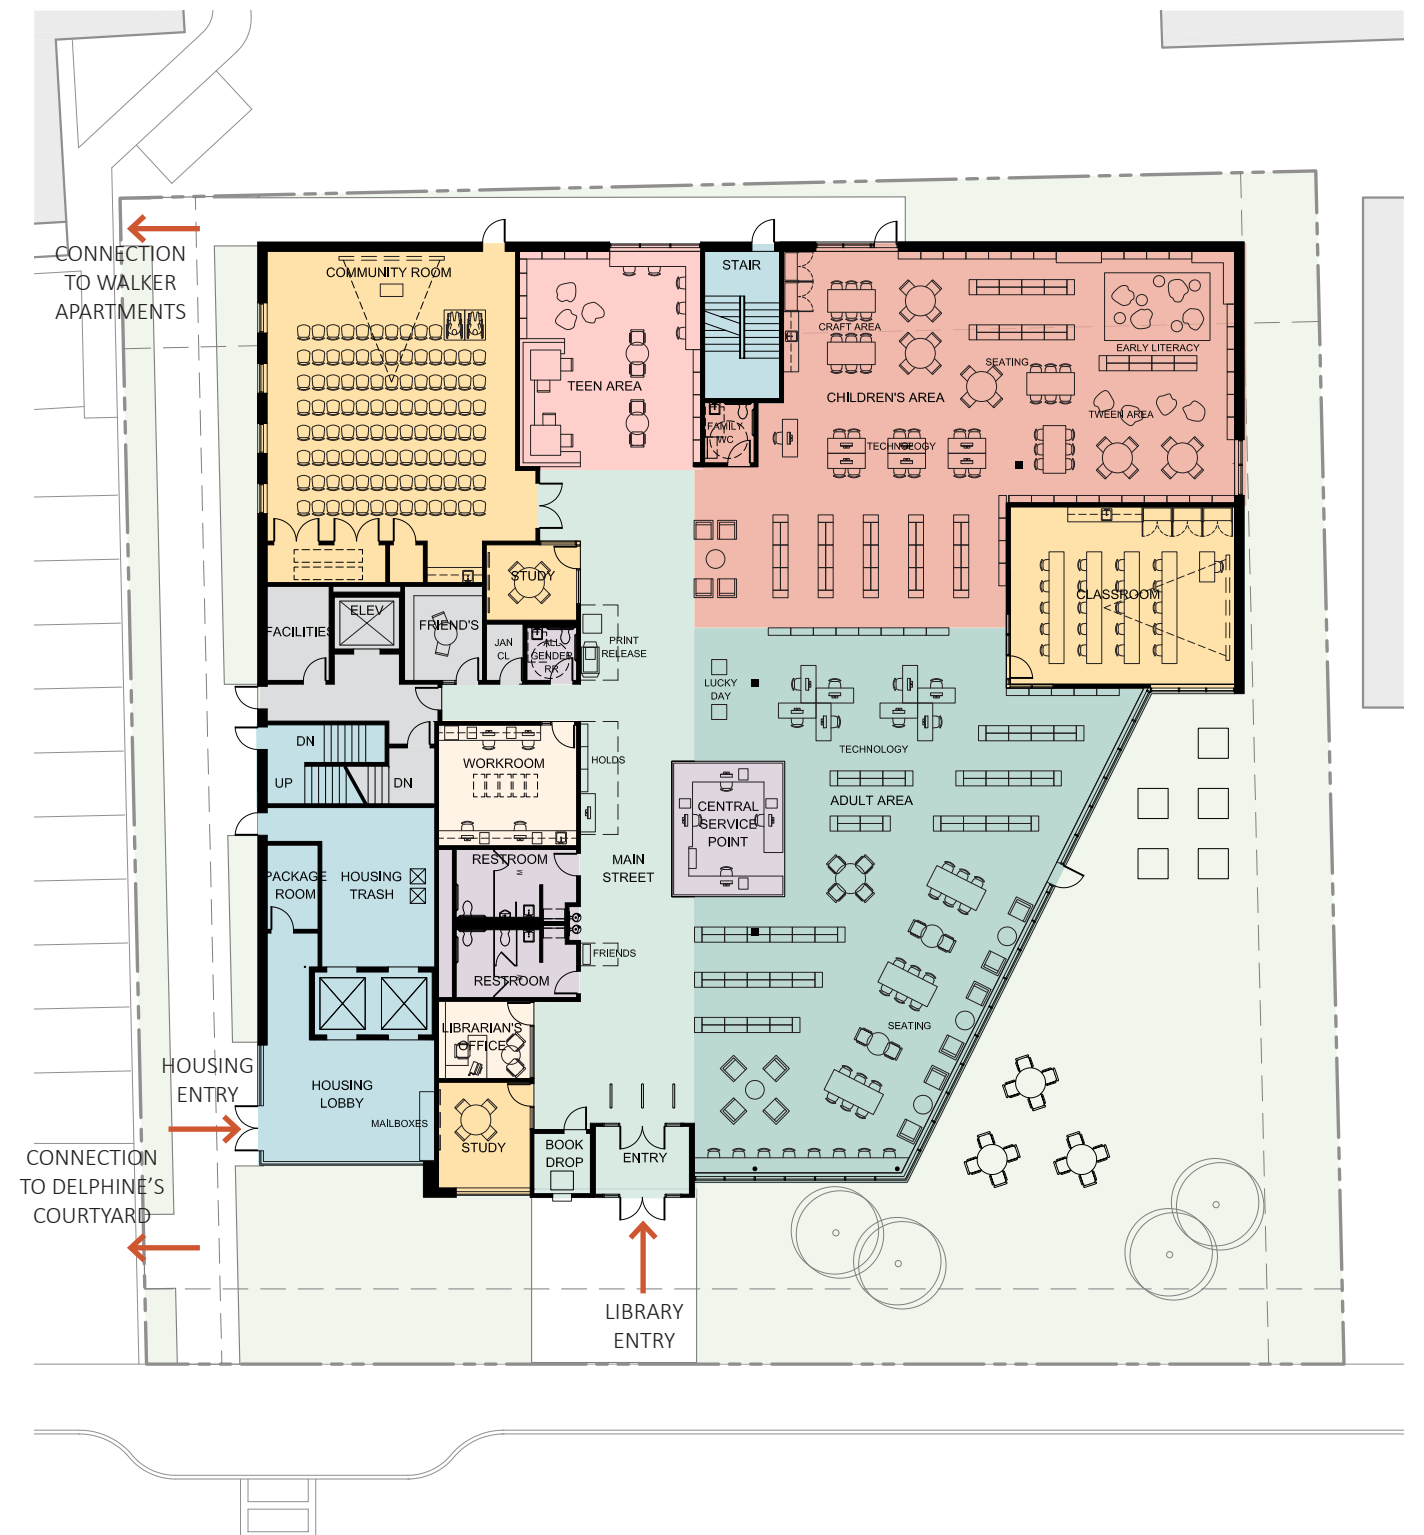 CONNECTION
TO WALKER
APARTMENTS
COMMUNITY ROOM
STAIR
CRAFT AREA
EARLY LITERACY
SEATING
TEEN AREA
CHILDREN'S AREA
TWEEN AREA
FAMILY
WC
TECHNOLOGY
STUDY
CLASSROOM
ELEV
FACILITIES
FRIEND'S
JAN
CL
ALL
GENDER
RR
PRINT
RELEASE
LUCKY
DAY
DN
UP
DN
WORKROOM
HOLDS
TECHNOLOGY
ADULT AREA
CENTRAL
SERVICE
POINT
RESTROOM
MAIN
STREET
PACKAGE
ROOM
HOUSING
TRASH
FRIENDS
RESTROOM
LIBRARIAN'S
OFFICE
SEATING
HOUSING
ENTRY
HOUSING
LOBBY
MAILBOXES
STUDY
BOOK
DROP
ENTRY
CONNECTION
TO DELPHINE'S
COURTYARD
LIBRARY
ENTRY